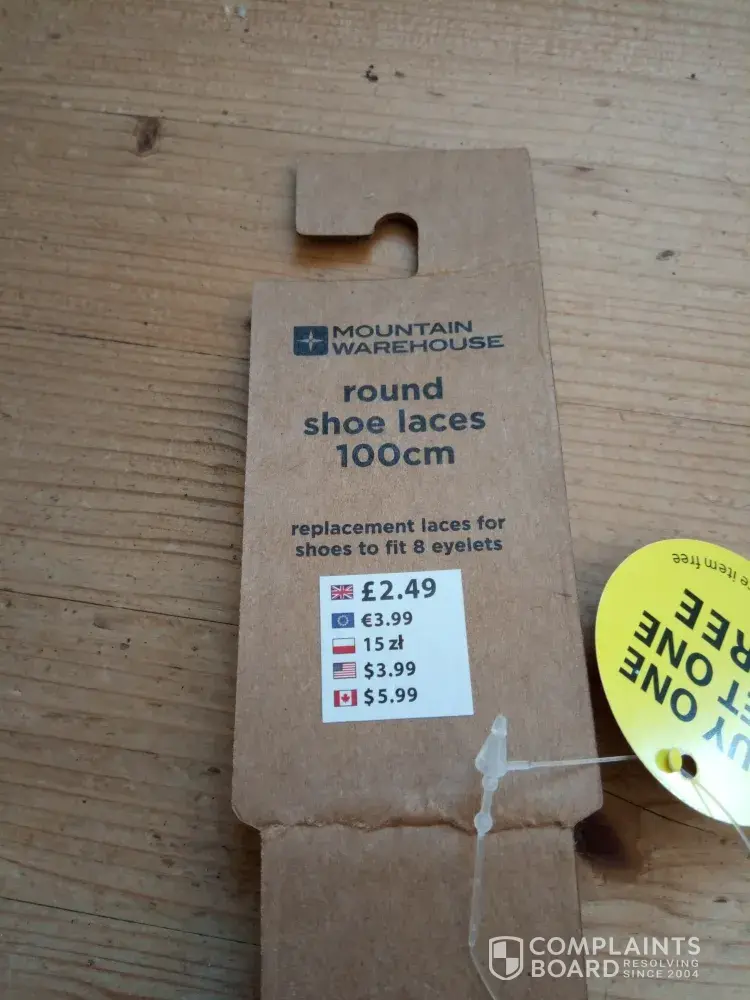 MOUNTAIN
WAREHOUSE
round
shoe laces
100cm
replacement laces for
shoes to fit 8 eyelets
£2.49
€3.99
15 zł
$3.99
$5.99
UY ONE
ET ONE
REE
e item free
COMPLAINTS
BOARD RESOLVING
SINCE 2004